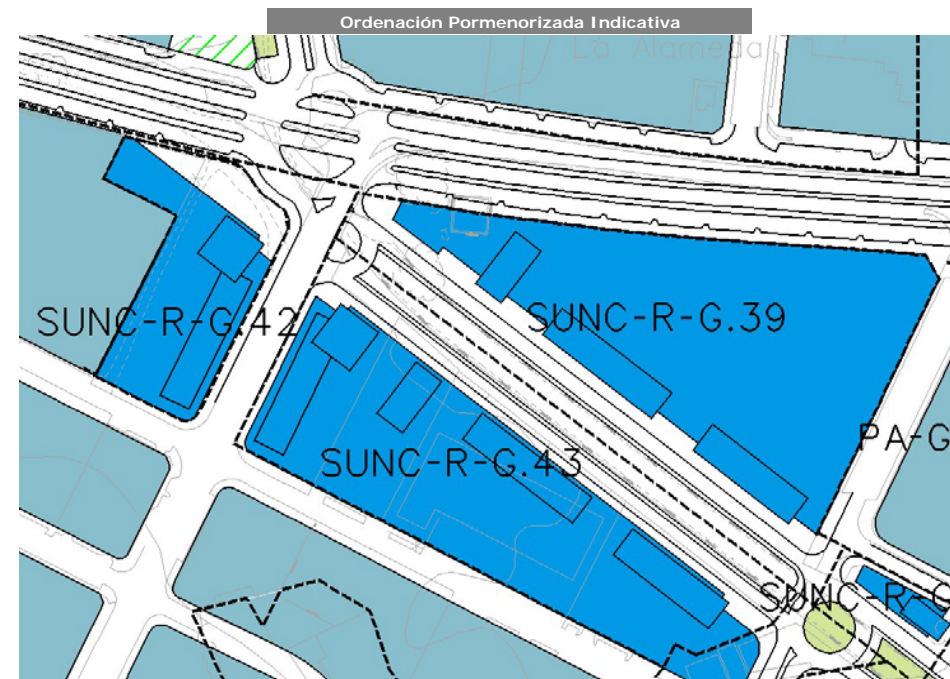 Ordenación Pormenorizada Indicativa
La Alameda
SUNC-R-G.42
SUNC-R-G.39
SUNC-R-G.43
PA-G
SUNC-R-G